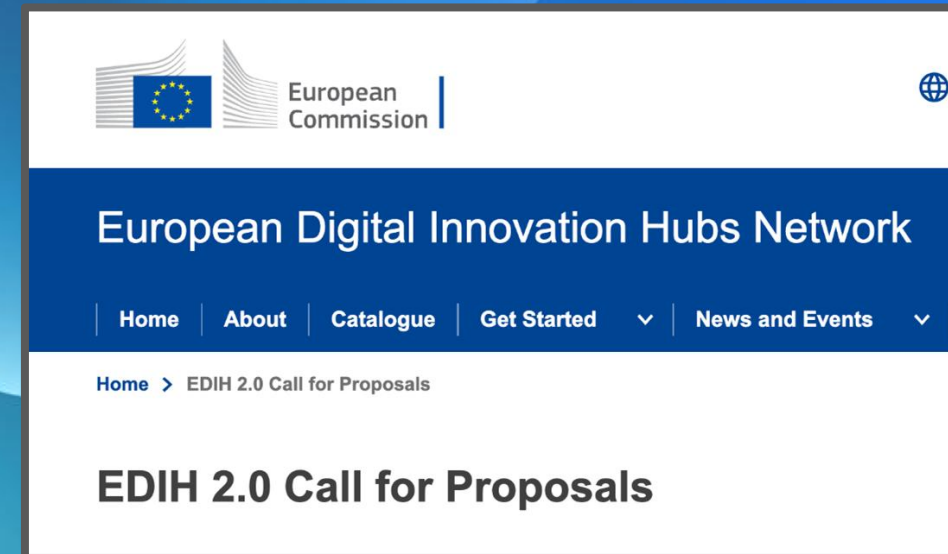 European
Commission
European Digital Innovation Hubs Network
Home About Catalogue Get Started News and Events
Home > EDIH 2.0 Call for Proposals
EDIH 2.0 Call for Proposals